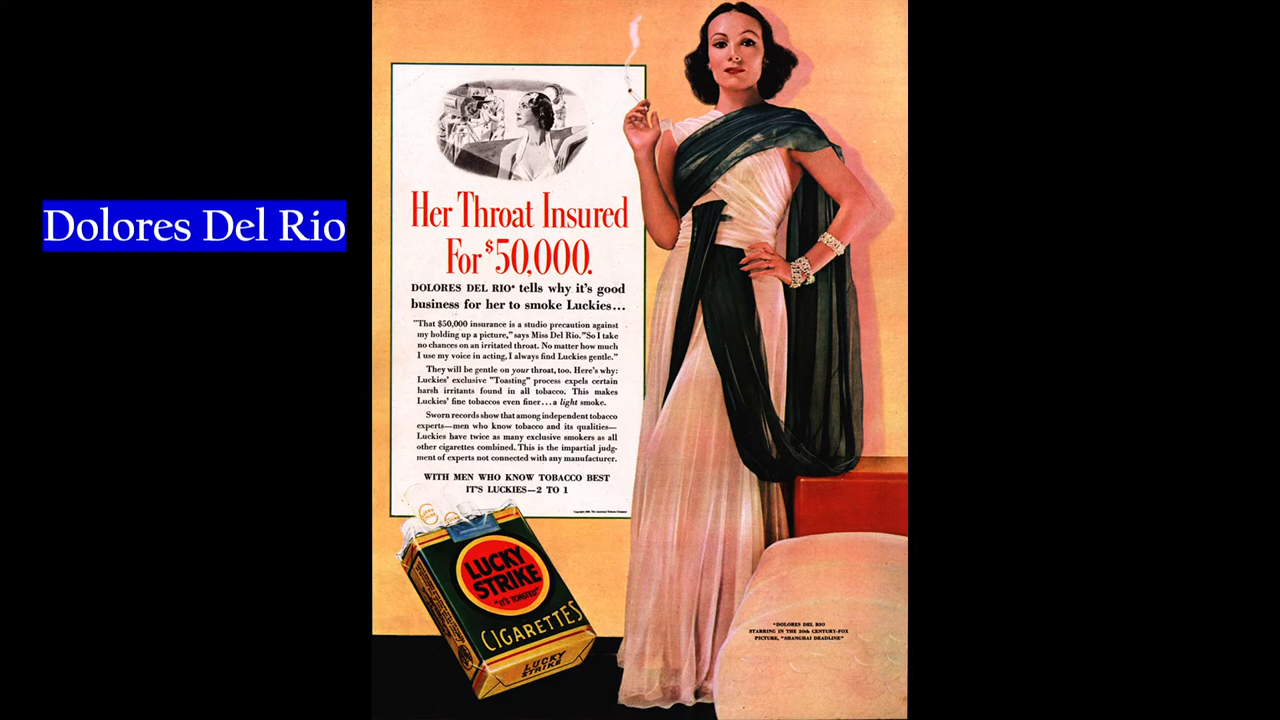 Dolores Del Rio
Her Throat Insured
For $50,000.
DOLORES DEL RIO* tells why it's good
business for her to smoke Luckies...
"That $50,000 insurance is a studio precaution against
my holding up a picture," says Miss Del Rio. "So I take
no chances on an irritated throat. No matter how much
I use my voice in acting, I always find Luckies gentle."
They will be gentle on your throat, too. Here's why:
Luckies' exclusive "Toasting" process expels certain
harsh irritants found in all tobacco. This makes
Luckies' fine tobaccos even finer...a light smoke.
Sworn records show that among independent tobacco
experts—men who know tobacco and its qualities—
Luckies have twice as many exclusive smokers as all
other cigarettes combined. This is the impartial judg-
ment of experts not connected with any manufacturer.
WITH MEN WHO KNOW TOBACCO BEST
IT'S LUCKIES—2 TO 1
LUCKY
STRIKE
"IT'S TOASTED"
CIGARETTES
LUCKY
STRIKE
*DOLORES DEL RIO
STARRING IN THE 20th CENTURY-FOX
PICTURE, "SHANGHAI DEADLINE"